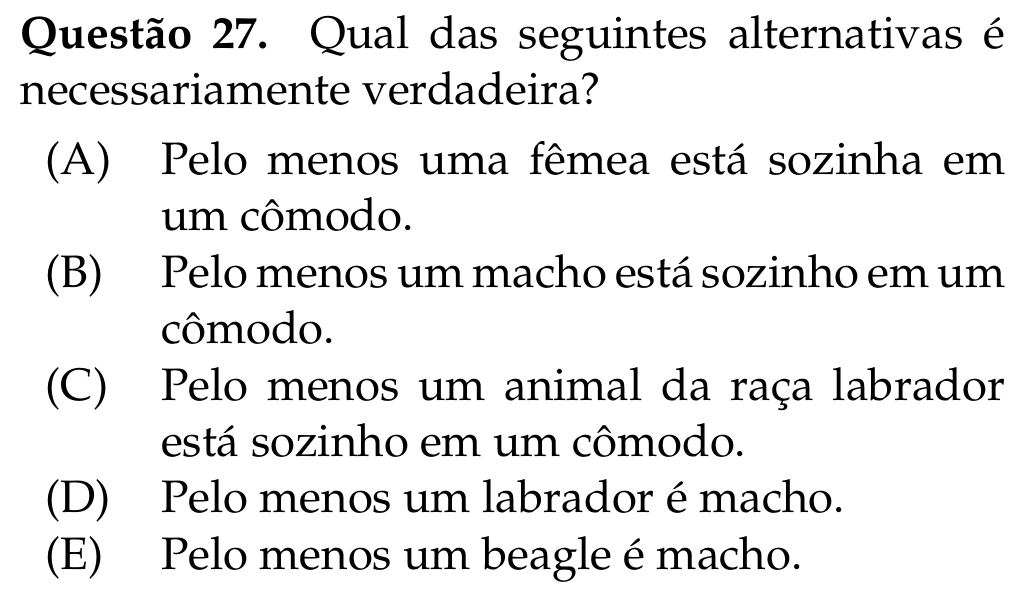 Questão 27. Qual das seguintes alternativas é
necessariamente verdadeira?
(A) Pelo menos uma fêmea está sozinha em
um cômodo.
(B) Pelo menos um macho está sozinho em um
cômodo.
(C) Pelo menos um animal da raça labrador
está sozinho em um cômodo.
(D) Pelo menos um labrador é macho.
(E) Pelo menos um beagle é macho.